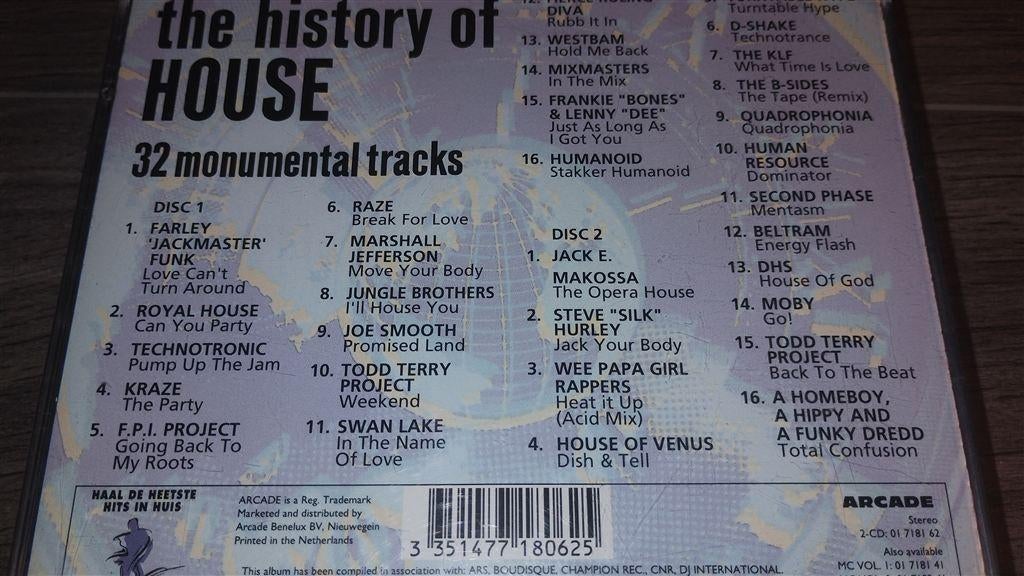 the history of
HOUSE
32 monumental tracks
DISC 1
1. FARLEY
'JACKMASTER'
FUNK
Love Can't
Turn Around
2. ROYAL HOUSE
Can You Party
3. TECHNOTRONIC
Pump Up The Jam
4. KRAZE
The Party
5. F.P.I. PROJECT
Going Back To
My Roots
6. RAZE
Break For Love
7. MARSHALL
JEFFERSON
Move Your Body
8. JUNGLE BROTHERS
I'll House You
9. JOE SMOOTH
Promised Land
10. TODD TERRY
PROJECT
Weekend
11. SWAN LAKE
In The Name
Of Love
DIVA
Rubb It In
13. WESTBAM
Hold Me Back
14. MIXMASTERS
In The Mix
15. FRANKIE "BONES"
& LENNY "DEE"
Just As Long As
I Got You
16. HUMANOID
Stakker Humanoid
DISC 2
1. JACK E.
MAKOSSA
The Opera House
2. STEVE "SILK"
HURLEY
Jack Your Body
3. WEE PAPA GIRL
RAPPERS
Heat it Up
(Acid Mix)
4. HOUSE OF VENUS
Dish & Tell
Turntable Hype
6. D-SHAKE
Technotrance
7. THE KLF
What Time Is Love
8. THE B-SIDES
The Tape (Remix)
9. QUADROPHONIA
Quadrophonia
10. HUMAN
RESOURCE
Dominator
11. SECOND PHASE
Mentasm
12. BELTRAM
Energy Flash
13. DHS
House Of God
14. MOBY
Go!
15. TODD TERRY
PROJECT
Back To The Beat
16. A HOMEBOY,
A HIPPY AND
A FUNKY DREDD
Total Confusion
HAAL DE HEETSTE
HITS IN HUIS
ARCADE is a Reg. Trademark
Marketed and distributed by
Arcade Benelux BV, Nieuwegein
Printed in the Netherlands
3 351477 180625
ARCADE
Stereo
2-CD: 01 7181 62
Also available
MC VOL. 1: 01 7181 41
This album has been compiled in association with: ARS, BOUDISQUE, CHAMPION REC., CNR, DJ INTERNATIONAL.